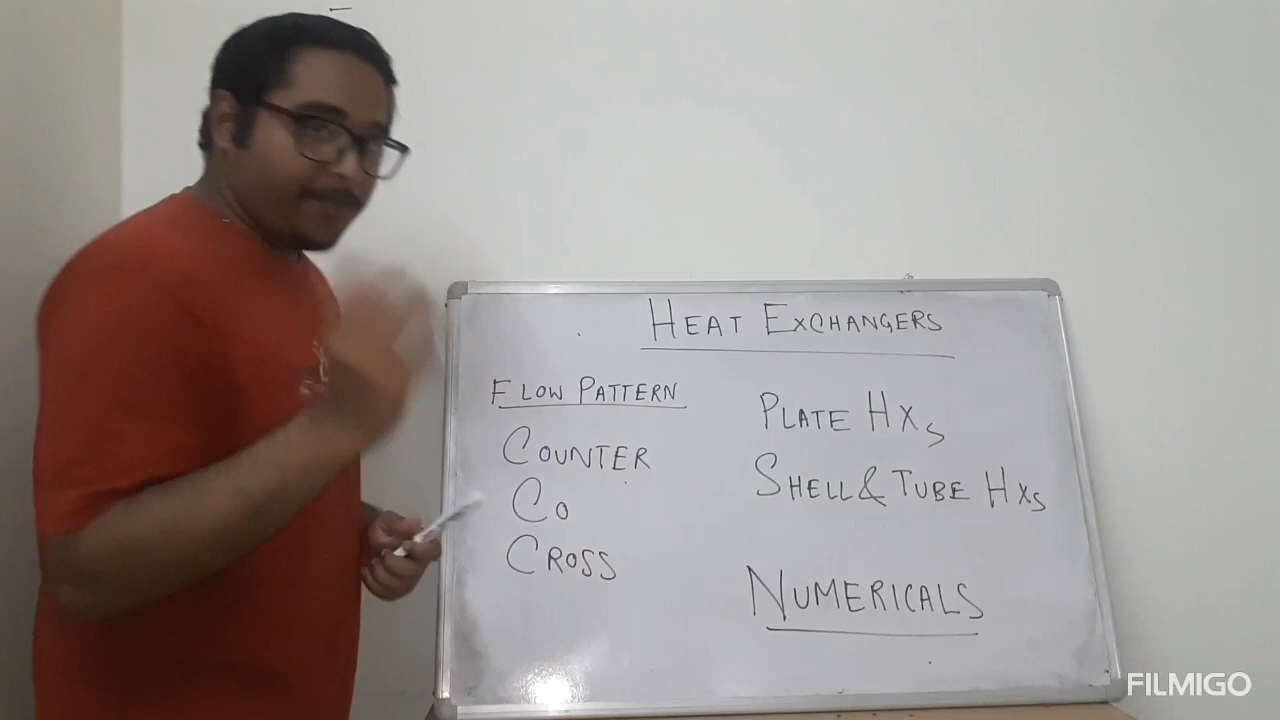 HEAT EXCHANGERS
FLOW PATTERN
COUNTER
CO
CROSS
PLATE HXs
SHELL & TUBE HXs
NUMERICALS
FILMIGO